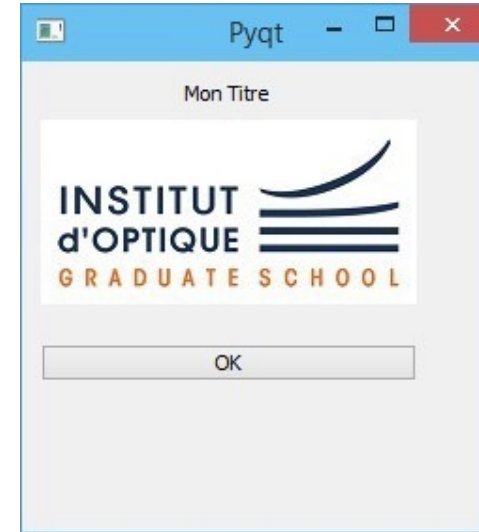 Pyqt
Mon Titre
INSTITUT
d'OPTIQUE
GRADUATE SCHOOL
OK